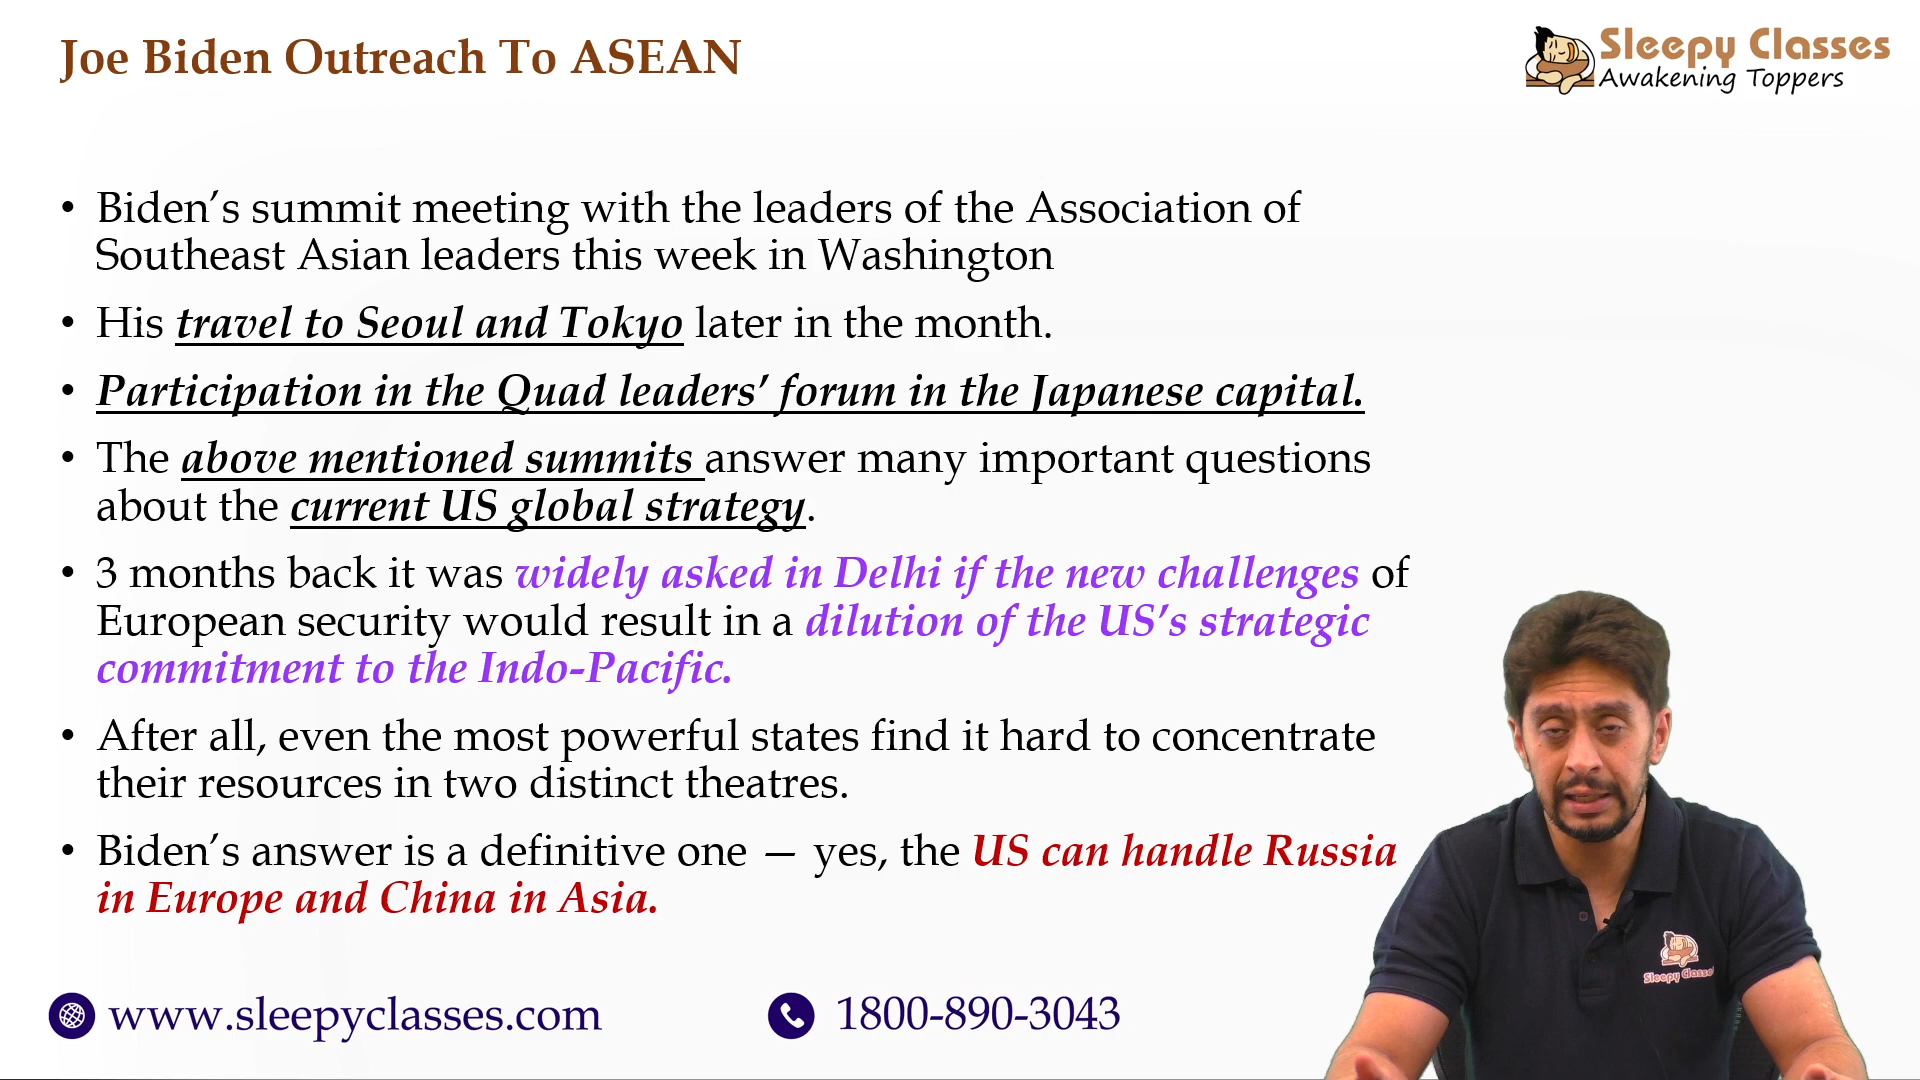 Joe Biden Outreach To ASEAN
Sleepy Classes
Awakening Toppers
• Biden’s summit meeting with the leaders of the Association of
Southeast Asian leaders this week in Washington
• His travel to Seoul and Tokyo later in the month.
• Participation in the Quad leaders’ forum in the Japanese capital.
• The above mentioned summits answer many important questions
about the current US global strategy.
• 3 months back it was widely asked in Delhi if the new challenges of
European security would result in a dilution of the US’s strategic
commitment to the Indo-Pacific.
• After all, even the most powerful states find it hard to concentrate
their resources in two distinct theatres.
• Biden’s answer is a definitive one — yes, the US can handle Russia
in Europe and China in Asia.
Sleepy Classes
www.sleepyclasses.com
1800-890-3043